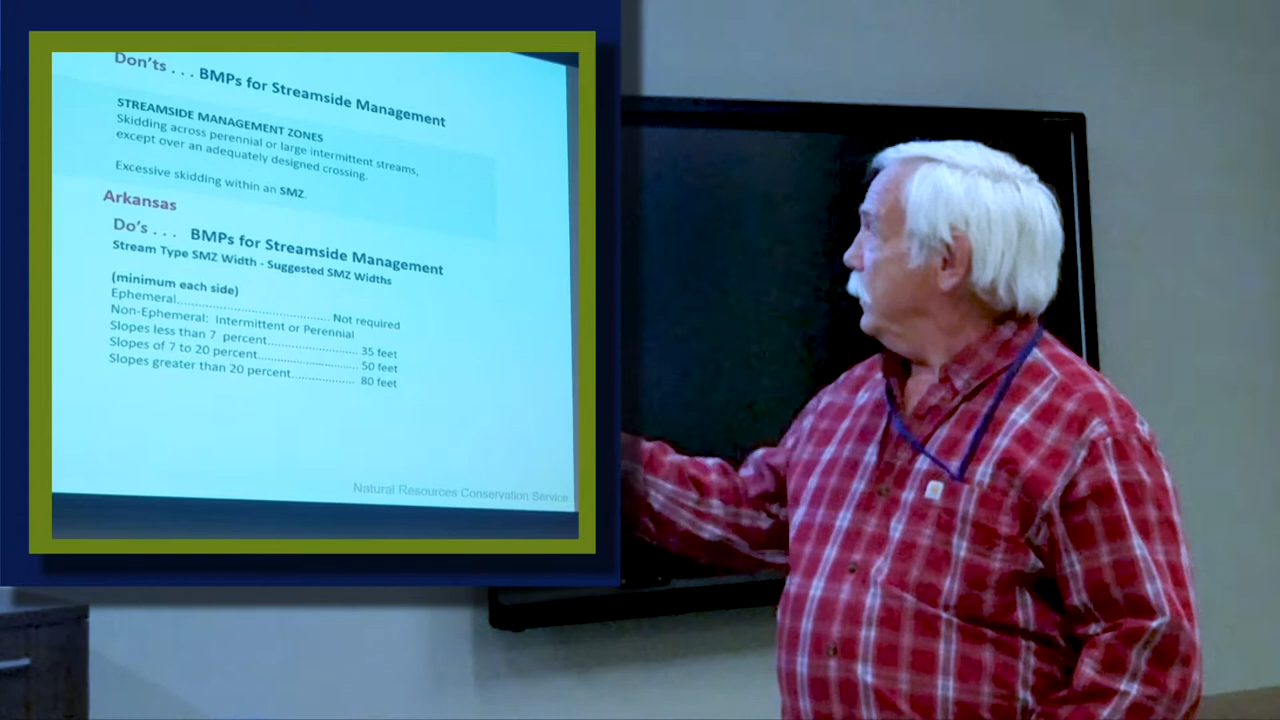 Don'ts . . . BMPs for Streamside Management
STREAMSIDE MANAGEMENT ZONES
Skidding across perennial or large intermittent streams,
except over an adequately designed crossing.
Excessive skidding within an SMZ.
Arkansas
Do's . . . BMPs for Streamside Management
Stream Type SMZ Width - Suggested SMZ Widths
(minimum each side)
Ephemeral.................................... Not required
Non-Ephemeral: Intermittent or Perennial
Slopes less than 7 percent..................... 35 feet
Slopes of 7 to 20 percent....................... 50 feet
Slopes greater than 20 percent............... 80 feet
Natural Resources Conservation Service